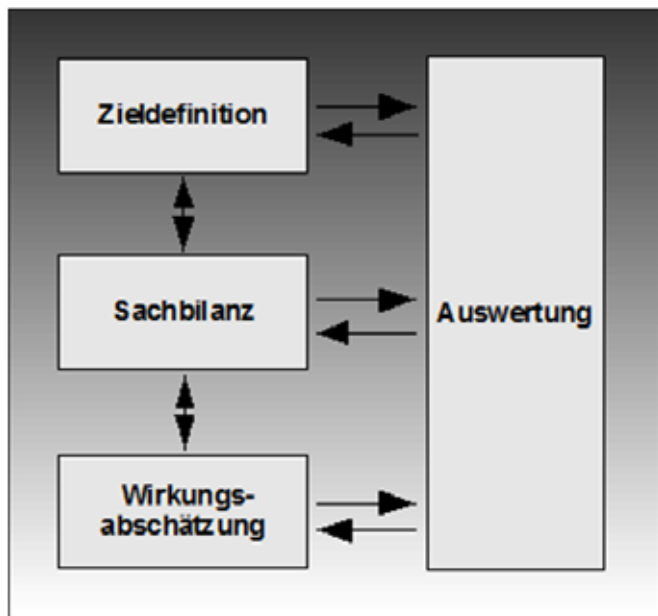 Zieldefinition
Sachbilanz
Wirkungs-
abschätzung
Auswertung